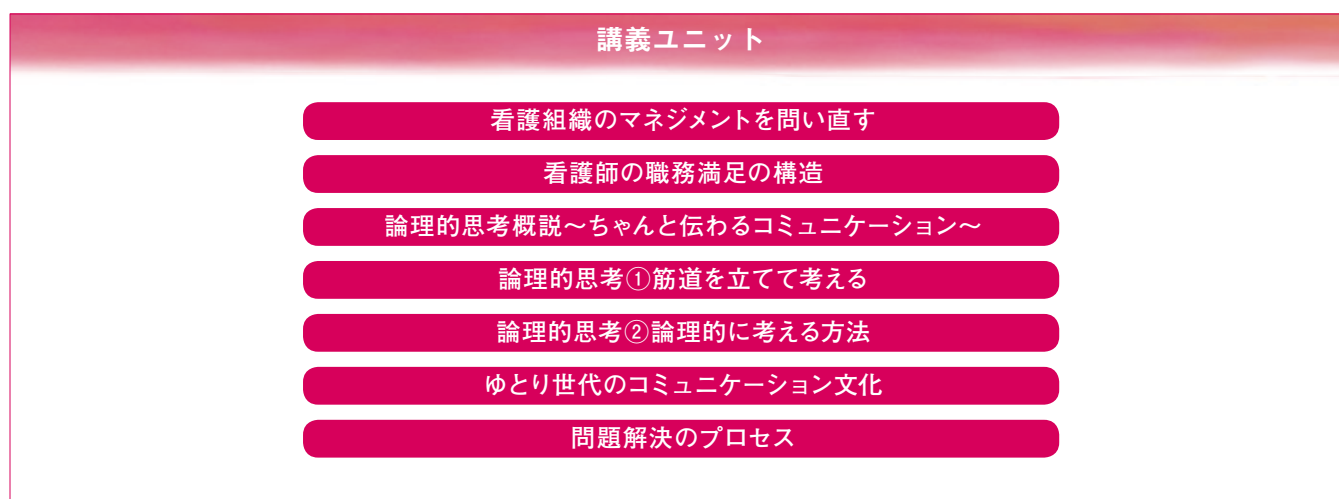 講義ユニット
看護組織のマネジメントを問い直す
看護師の職務満足の構造
論理的思考概説～ちゃんと伝わるコミュニケーション～
論理的思考①筋道を立てて考える
論理的思考②論理的に考える方法
ゆとり世代のコミュニケーション文化
問題解決のプロセス